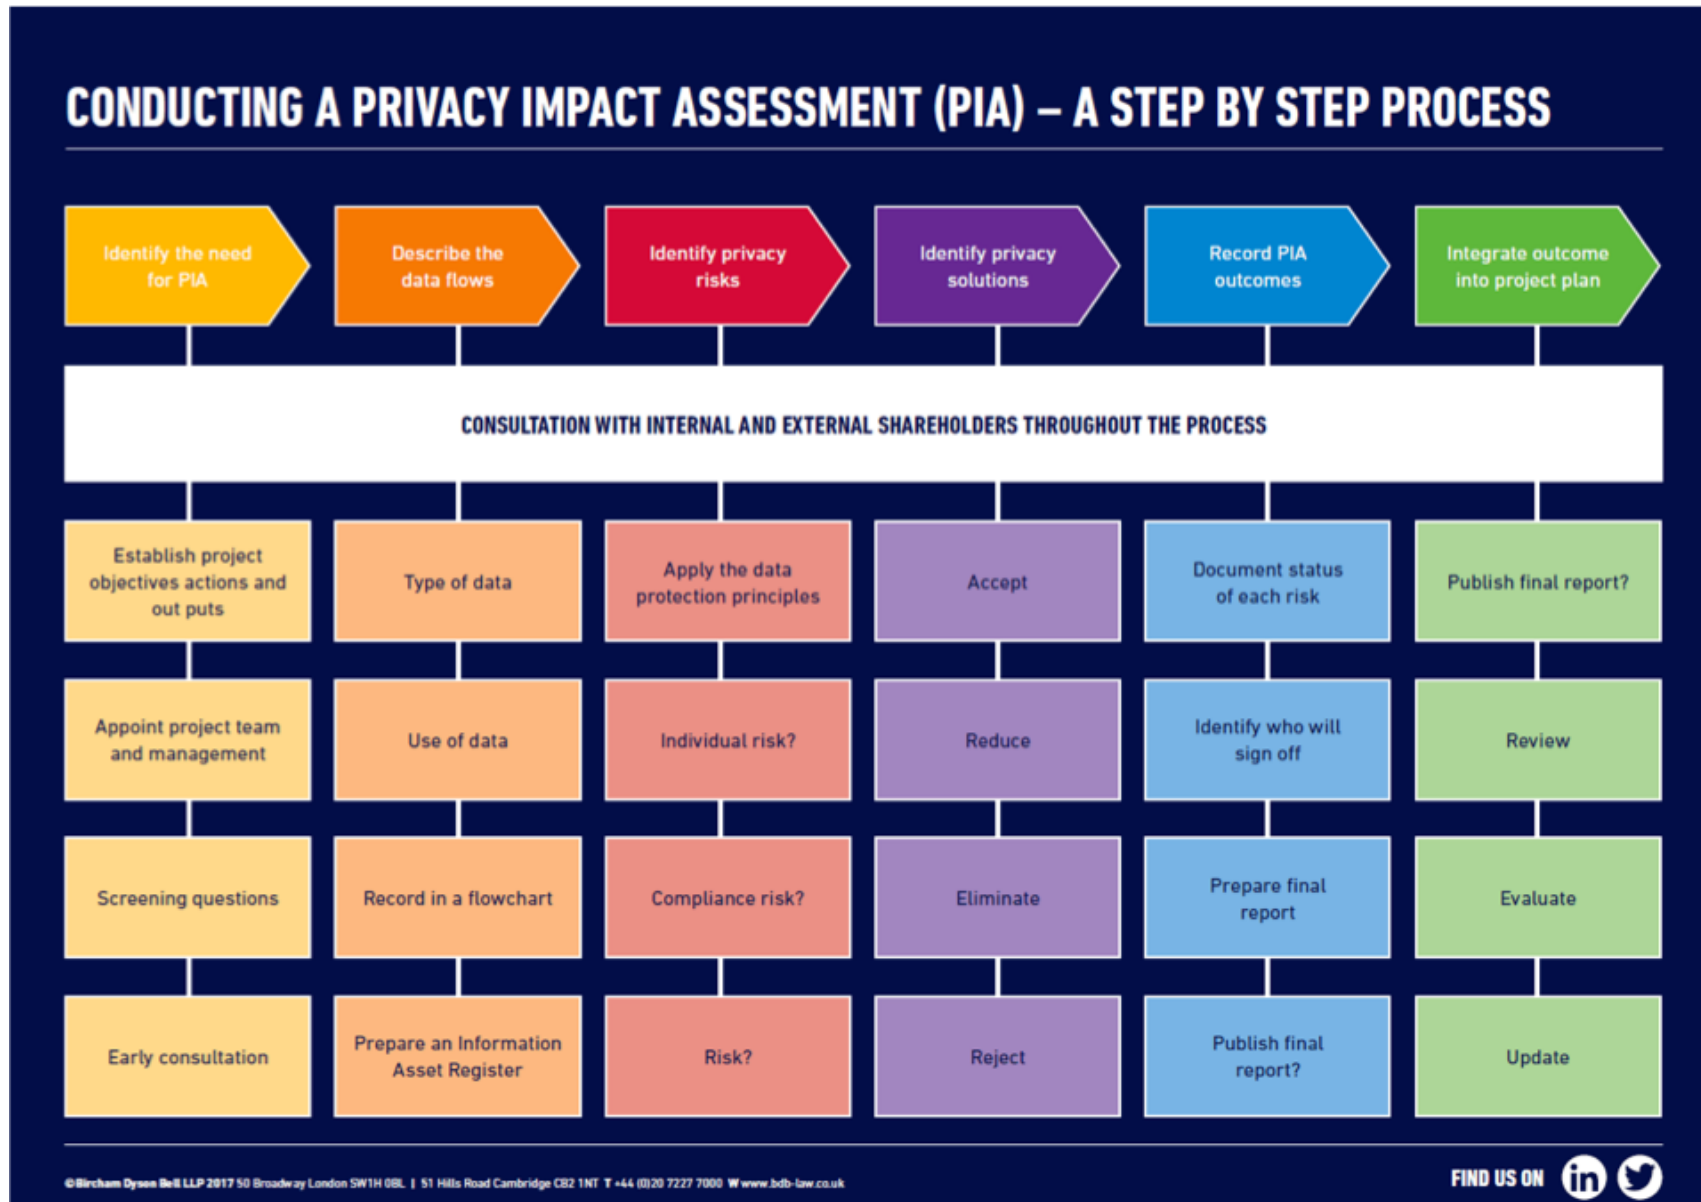 CONDUCTING A PRIVACY IMPACT ASSESSMENT (PIA) – A STEP BY STEP PROCESS
Identify the need
for PIA
Describe the
data flows
Identify privacy
risks
Identify privacy
solutions
Record PIA
outcomes
Integrate outcome
into project plan
CONSULTATION WITH INTERNAL AND EXTERNAL SHAREHOLDERS THROUGHOUT THE PROCESS
Establish project
objectives actions and
out puts
Type of data
Apply the data
protection principles
Accept
Document status
of each risk
Publish final report?
Appoint project team
and management
Use of data
Individual risk?
Reduce
Identify who will
sign off
Review
Screening questions
Record in a flowchart
Compliance risk?
Eliminate
Prepare final
report
Evaluate
Early consultation
Prepare an Information
Asset Register
Risk?
Reject
Publish final
report?
Update
©Bircham Dyson Bell LLP 2017 50 Broadway London SW1H 0BL | 51 Hills Road Cambridge CB2 1NT T +44 (0)20 7227 7000 W www.bdb-law.co.uk
FIND US ON
in